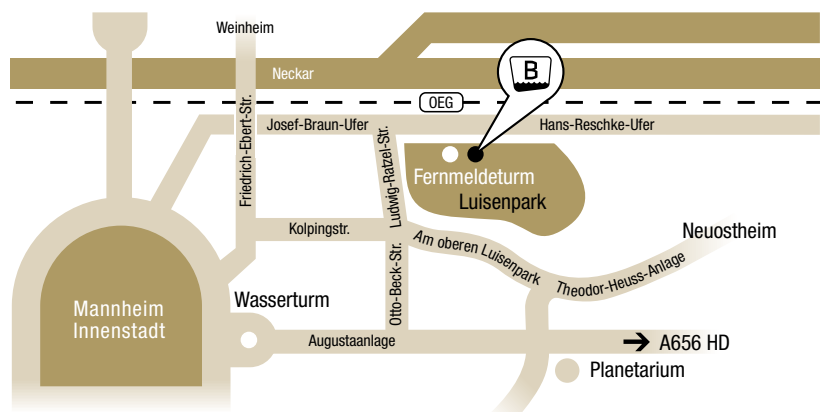 Weinheim
Neckar
B
OEG
Josef-Braun-Ufer
Hans-Reschke-Ufer
Friedrich-Ebert-Str.
Ludwig-Ratzel-Str.
Fernmeldeturm
Luisenpark
Kolpingstr.
Am oberen Luisenpark
Neuostheim
Theodor-Heuss-Anlage
Otto-Beck-Str.
Mannheim
Innenstadt
Wasserturm
Augustaanlage
→ A656 HD
Planetarium